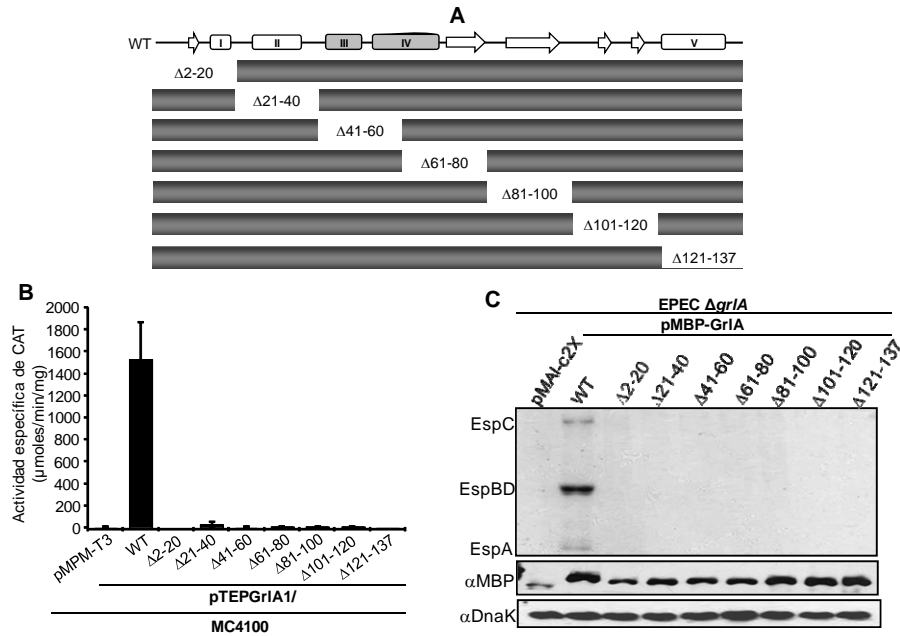 A
WT
I
II
III
IV
V
Δ2-20
Δ21-40
Δ41-60
Δ61-80
Δ81-100
Δ101-120
Δ121-137
B
Actividad específica de CAT
(μmoles/min/mg)
2000
1800
1600
1400
1200
1000
800
600
400
200
0
pMPM-T3
WT
Δ2-20
Δ21-40
Δ41-60
Δ61-80
Δ81-100
Δ101-120
Δ121-137
pTEPGrlA1/
MC4100
C
EPEC ΔgrlA
pMBP-GrlA
pMAl-c2X
WT
Δ2-20
Δ21-40
Δ41-60
Δ61-80
Δ81-100
Δ101-120
Δ121-137
EspC
EspBD
EspA
αMBP
αDnaK